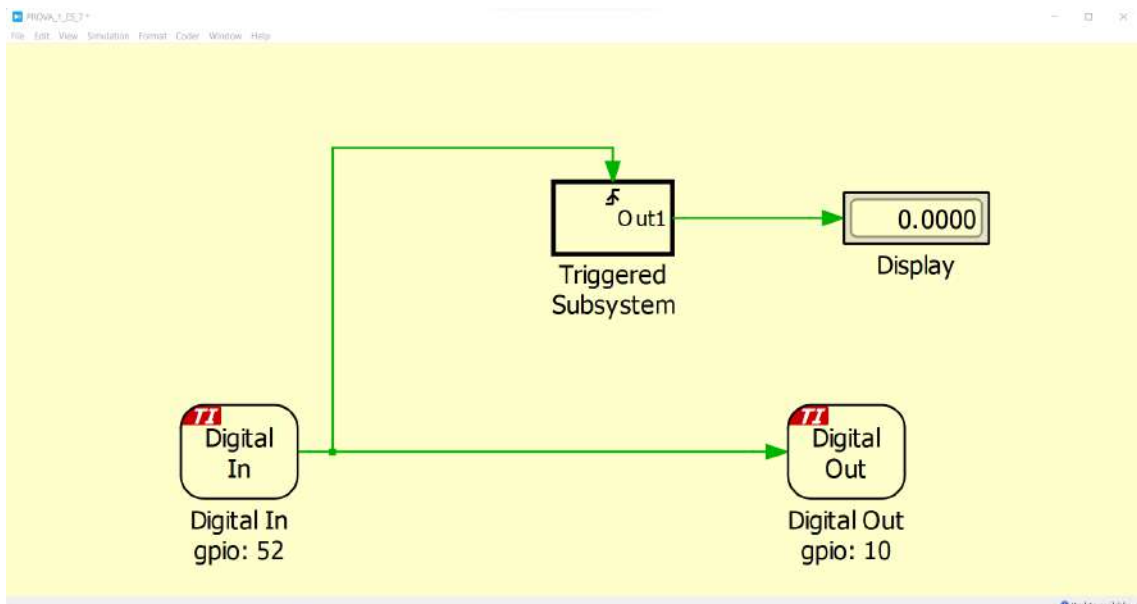 PROVA_1_ES_7 *
File Edit View Simulation Format Coder Window Help
Out1
Triggered
Subsystem
0.0000
Display
TI
Digital
In
Digital In
gpio: 52
TI
Digital
Out
Digital Out
gpio: 10